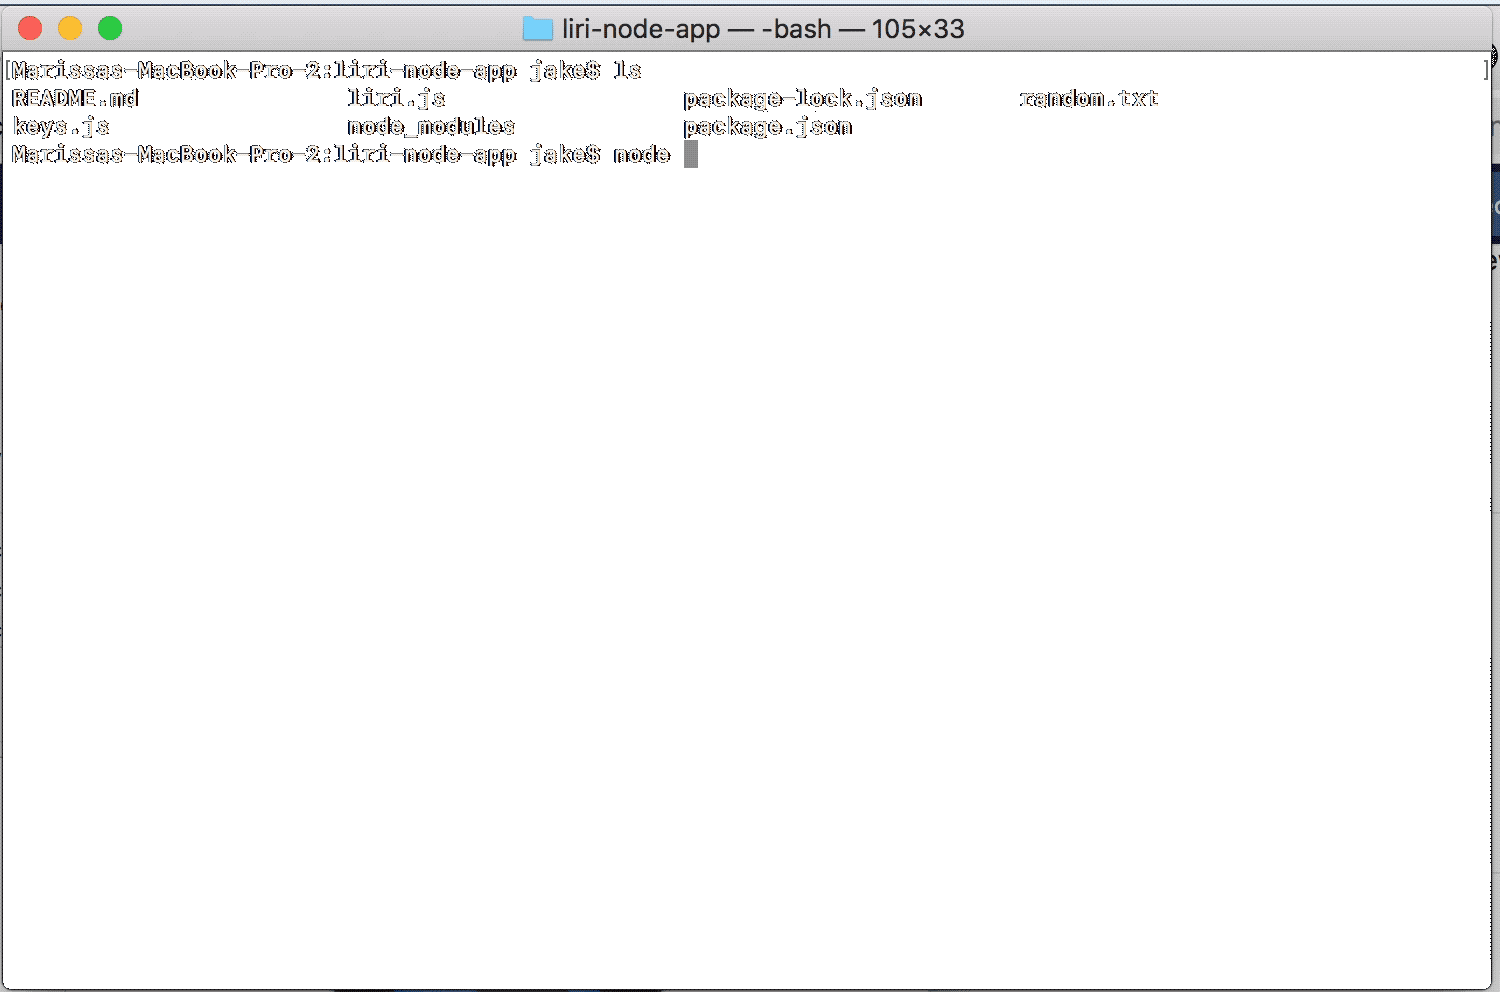 liri-node-app — -bash — 105×33
[Marissas-MacBook-Pro-2:liri-node-app jake$ ls ]
README.md liri.js package-lock.json random.txt
keys.js node_modules package.json
Marissas-MacBook-Pro-2:liri-node-app jake$ node